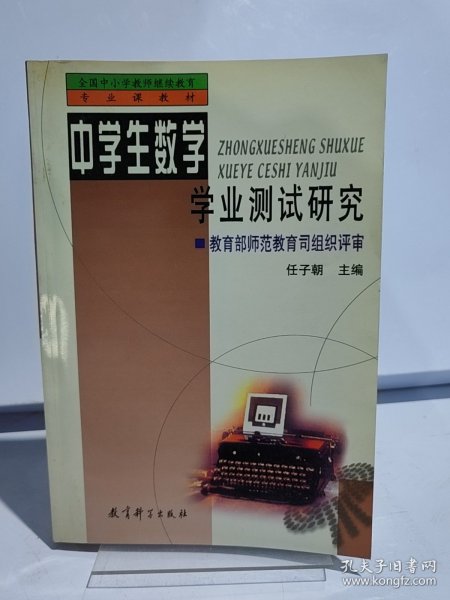 全国中小学教师继续教育
专业课教材
中学生数学
ZHONGXUESHENG SHUXUE
XUEYE CESHI YANJIU
学业测试研究
■教育部师范教育司组织评审
任子朝 主编
教育科学出版社
孔夫子旧书网
www.kongfz.com